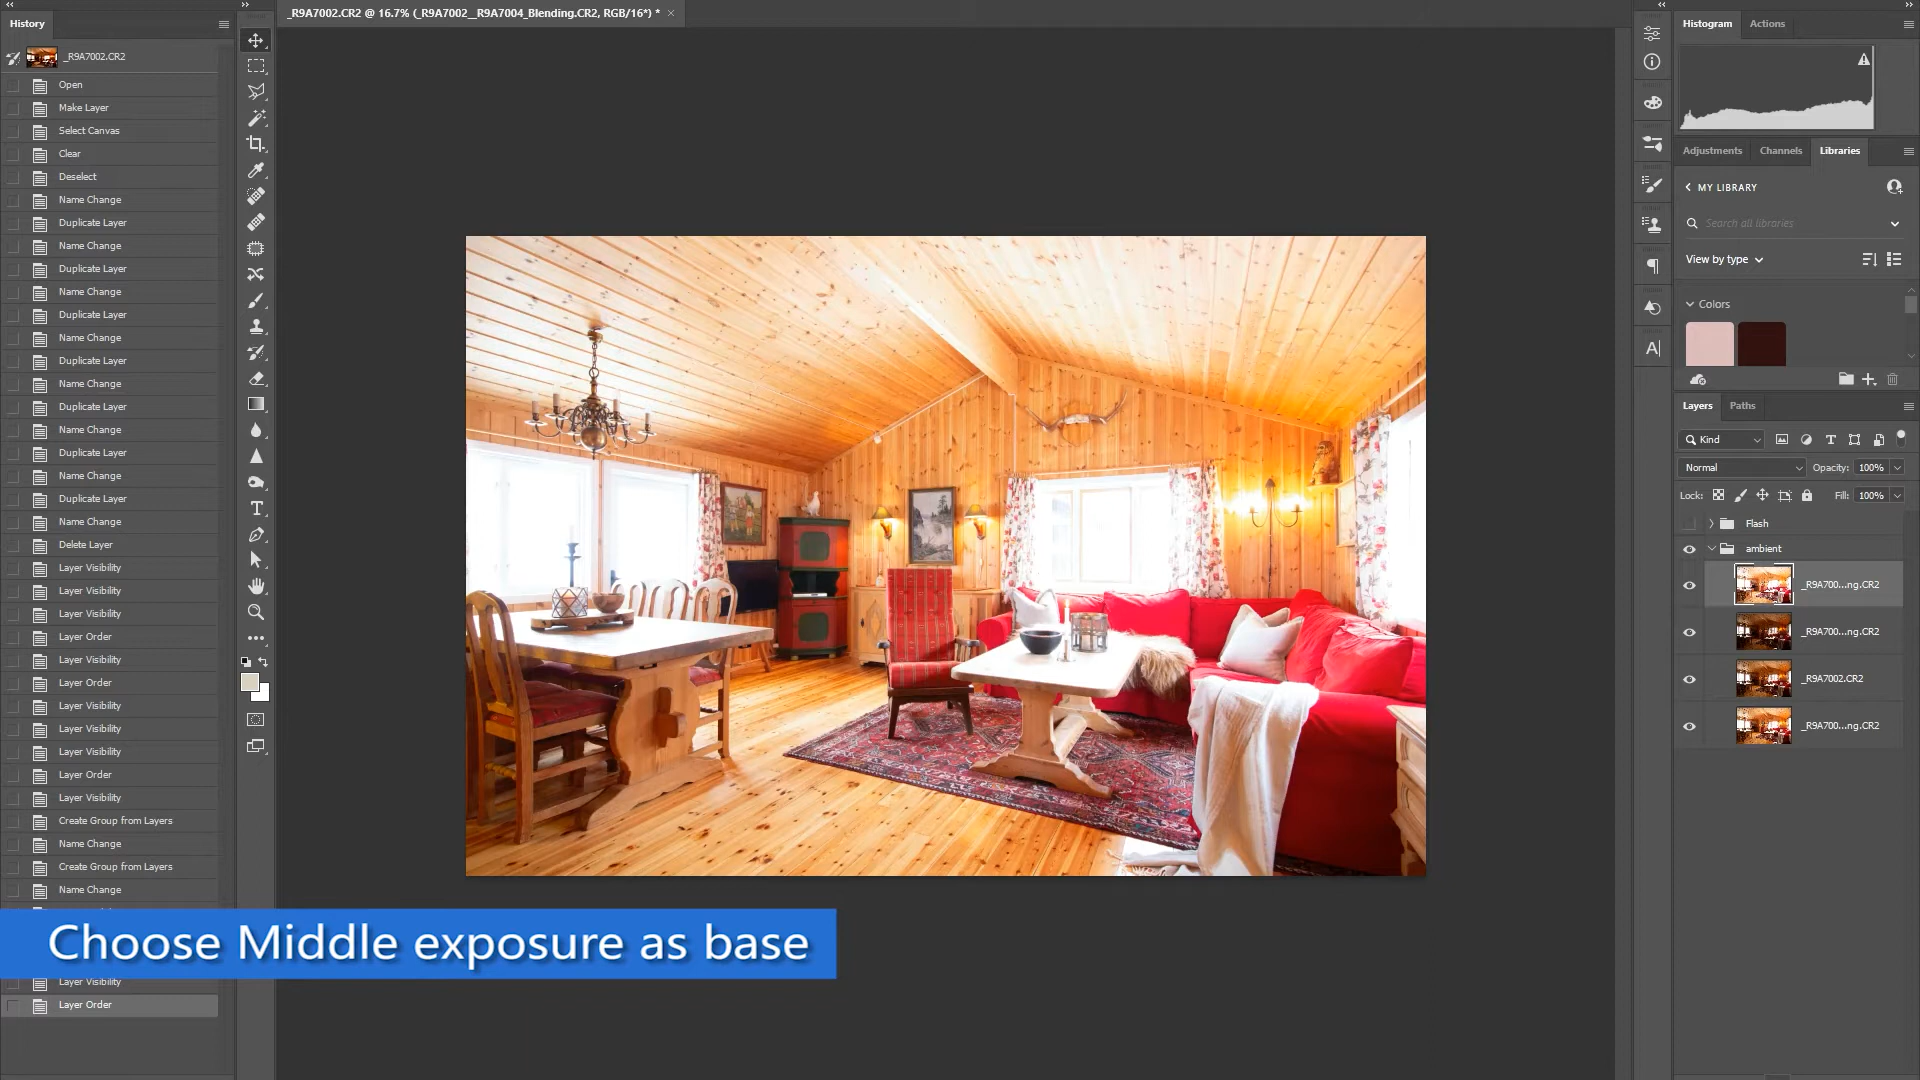 _R9A7002.CR2 @ 16.7% (_R9A7002__R9A7004_Blending.CR2, RGB/16*) * ×
History
_R9A7002.CR2
Open
Make Layer
Select Canvas
Clear
Deselect
Name Change
Duplicate Layer
Name Change
Duplicate Layer
Name Change
Duplicate Layer
Name Change
Duplicate Layer
Name Change
Duplicate Layer
Name Change
Duplicate Layer
Name Change
Duplicate Layer
Name Change
Delete Layer
Layer Visibility
Layer Visibility
Layer Visibility
Layer Order
Layer Visibility
Layer Order
Layer Visibility
Layer Visibility
Layer Visibility
Layer Order
Layer Visibility
Create Group from Layers
Name Change
Create Group from Layers
Name Change
Choose Middle exposure as base
Layer Visibility
Layer Order
Histogram Actions
Adjustments Channels Libraries
MY LIBRARY
Search all libraries
View by type
Colors
Layers Paths
Kind
Normal Opacity: 100%
Lock: Fill: 100%
Flash
ambient
_R9A700...ng.CR2
_R9A700...ng.CR2
_R9A7002.CR2
_R9A700...ng.CR2